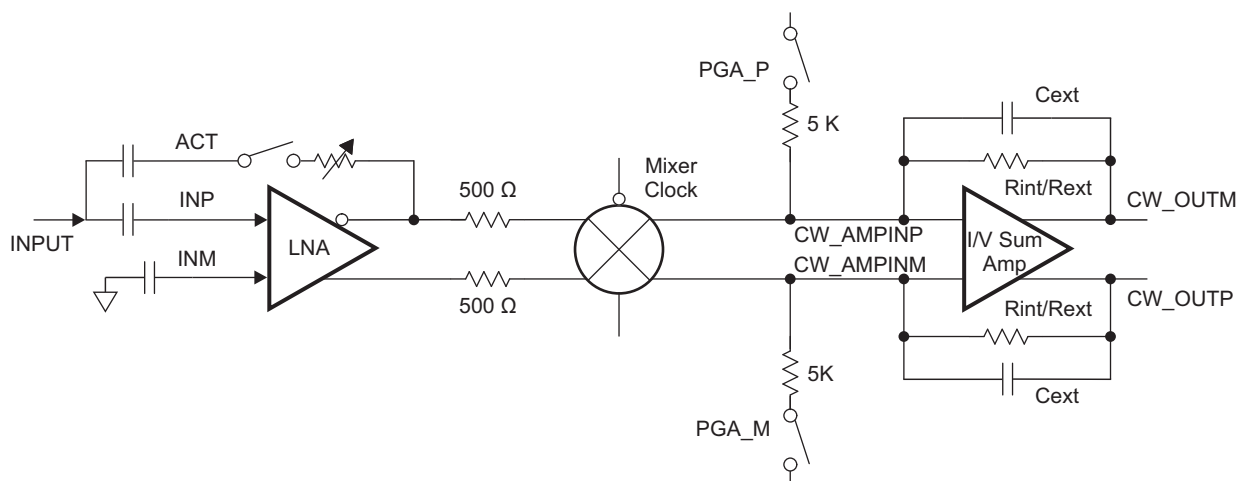 Cext
PGA_P
5 K
ACT
Mixer
Clock
500 Ω
Rint/Rext
INP
CW_OUTM
INPUT
LNA
CW_AMPINP
I/V Sum
Amp
INM
CW_AMPINM
500 Ω
Rint/Rext
CW_OUTP
5K
Cext
PGA_M